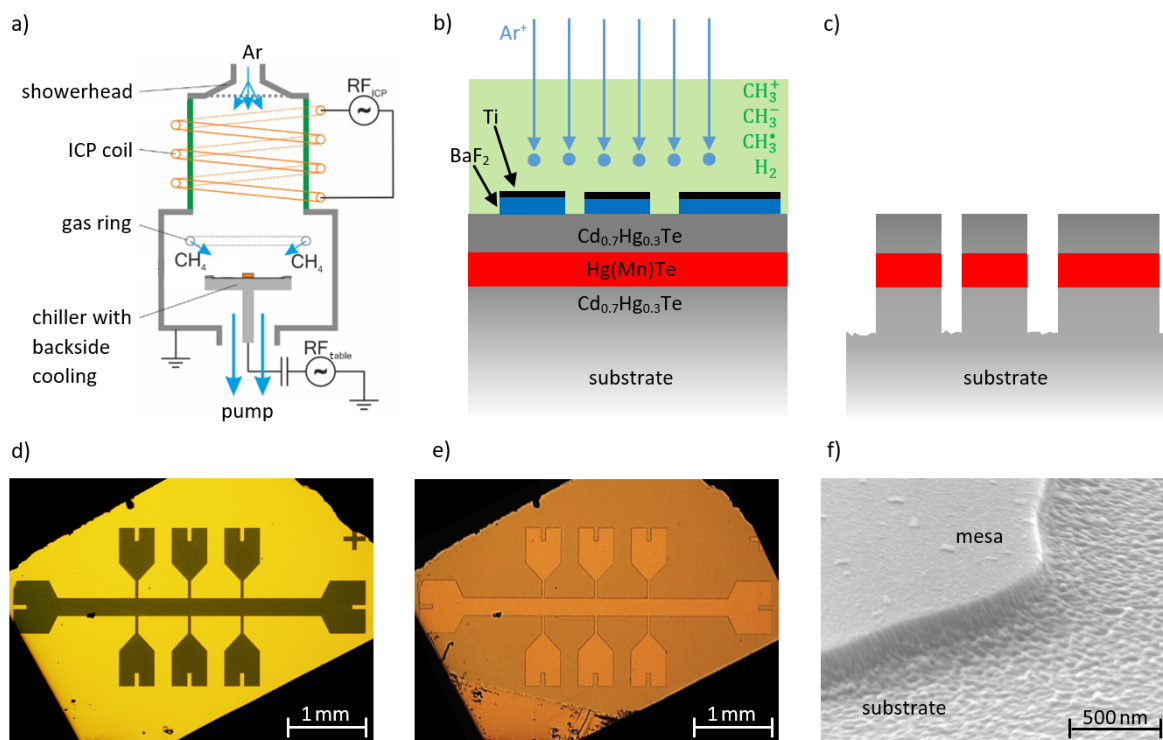 a)
Ar
showerhead
RF_ICP
~
ICP coil
gas ring
CH₄
CH₄
chiller with
backside
cooling
RF_table
~
pump
b)
Ar⁺
CH₃⁺
CH₃⁻
CH₃•
H₂
Ti
BaF₂
Cd₀.₇Hg₀.₃Te
Hg(Mn)Te
Cd₀.₇Hg₀.₃Te
substrate
c)
substrate
d)
1 mm
e)
1 mm
f)
mesa
substrate
500 nm